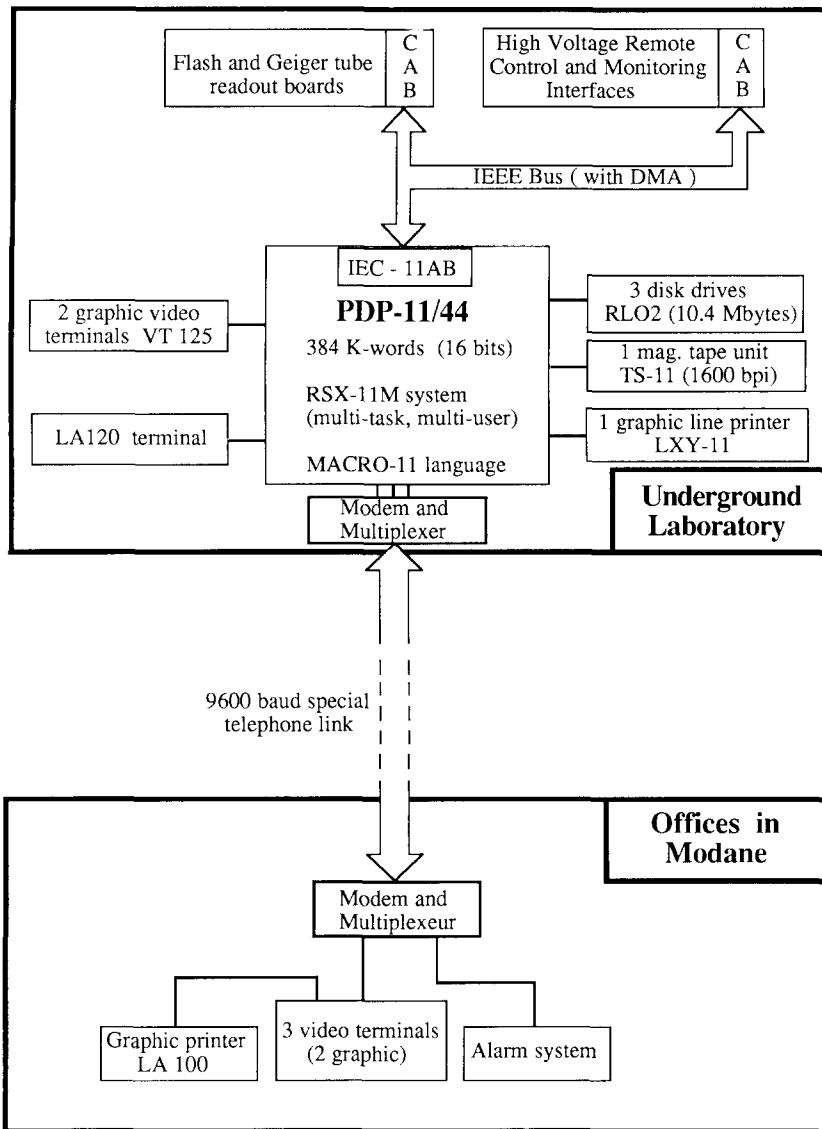 Flash and Geiger tube
readout boards
C
A
B
High Voltage Remote
Control and Monitoring
Interfaces
C
A
B
IEEE Bus ( with DMA )
IEC - 11AB
PDP-11/44
384 K-words (16 bits)
RSX-11M system
(multi-task, multi-user)
MACRO-11 language
2 graphic video
terminals VT 125
LA120 terminal
3 disk drives
RLO2 (10.4 Mbytes)
1 mag. tape unit
TS-11 (1600 bpi)
1 graphic line printer
LXY-11
Modem and
Multiplexer
Underground
Laboratory
9600 baud special
telephone link
Offices in
Modane
Modem and
Multiplexeur
Graphic printer
LA 100
3 video terminals
(2 graphic)
Alarm system